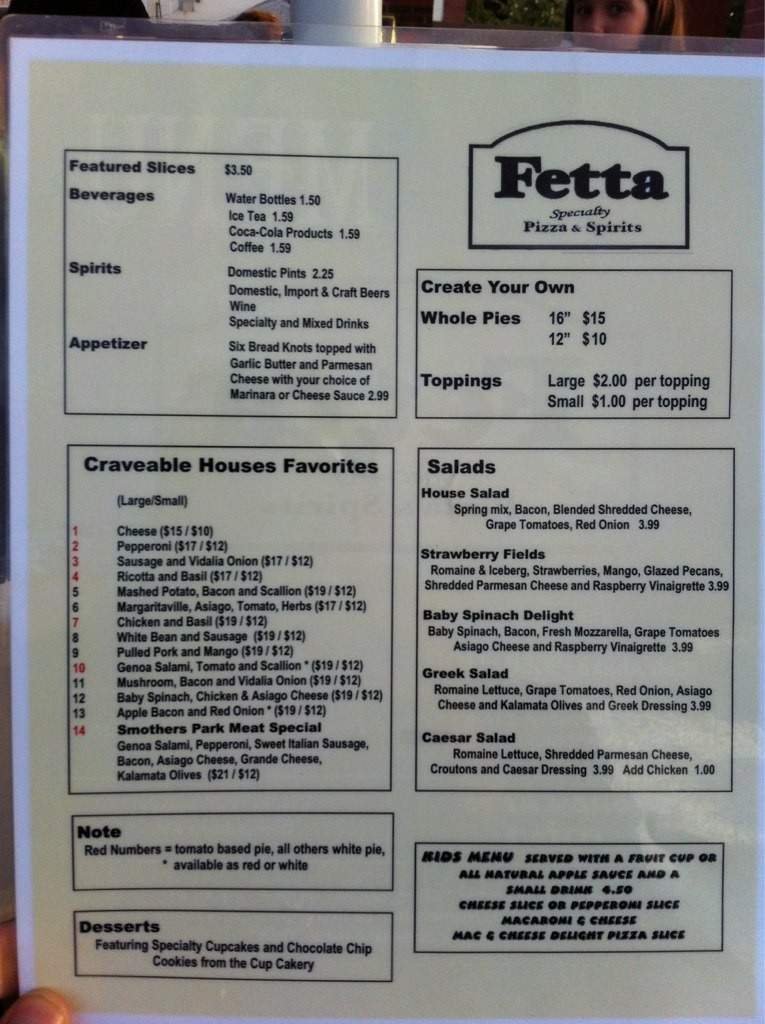 Featured Slices $3.50
Beverages Water Bottles 1.50
Ice Tea 1.59
Coca-Cola Products 1.59
Coffee 1.59
Spirits Domestic Pints 2.25
Domestic, Import & Craft Beers
Wine
Specialty and Mixed Drinks
Appetizer Six Bread Knots topped with
Garlic Butter and Parmesan
Cheese with your choice of
Marinara or Cheese Sauce 2.99
Fetta
Specialty
Pizza & Spirits
Create Your Own
Whole Pies 16" $15
12" $10
Toppings Large $2.00 per topping
Small $1.00 per topping
Craveable Houses Favorites
(Large/Small)
1 Cheese ($15 / $10)
2 Pepperoni ($17 / $12)
3 Sausage and Vidalia Onion ($17 / $12)
4 Ricotta and Basil ($17 / $12)
5 Mashed Potato, Bacon and Scallion ($19 / $12)
6 Margaritaville, Asiago, Tomato, Herbs ($17 / $12)
7 Chicken and Basil ($19 / $12)
8 White Bean and Sausage ($19 / $12)
9 Pulled Pork and Mango ($19 / $12)
10 Genoa Salami, Tomato and Scallion * ($19 / $12)
11 Mushroom, Bacon and Vidalia Onion ($19 / $12)
12 Baby Spinach, Chicken & Asiago Cheese ($19 / $12)
13 Apple Bacon and Red Onion * ($19 / $12)
14 Smothers Park Meat Special
Genoa Salami, Pepperoni, Sweet Italian Sausage,
Bacon, Asiago Cheese, Grande Cheese,
Kalamata Olives ($21 / $12)
Salads
House Salad
Spring mix, Bacon, Blended Shredded Cheese,
Grape Tomatoes, Red Onion 3.99
Strawberry Fields
Romaine & Iceberg, Strawberries, Mango, Glazed Pecans,
Shredded Parmesan Cheese and Raspberry Vinaigrette 3.99
Baby Spinach Delight
Baby Spinach, Bacon, Fresh Mozzarella, Grape Tomatoes
Asiago Cheese and Raspberry Vinaigrette 3.99
Greek Salad
Romaine Lettuce, Grape Tomatoes, Red Onion, Asiago
Cheese and Kalamata Olives and Greek Dressing 3.99
Caesar Salad
Romaine Lettuce, Shredded Parmesan Cheese,
Croutons and Caesar Dressing 3.99 Add Chicken 1.00
Note
Red Numbers = tomato based pie, all others white pie,
* available as red or white
Desserts
Featuring Specialty Cupcakes and Chocolate Chip
Cookies from the Cup Cakery
KIDS MENU SERVED WITH A FRUIT CUP OR
ALL NATURAL APPLE SAUCE AND A
SMALL DRINK 4.50
CHEESE SLICE OR PEPPERONI SLICE
MACARONI & CHEESE
MAC & CHEESE DELIGHT PIZZA SLICE